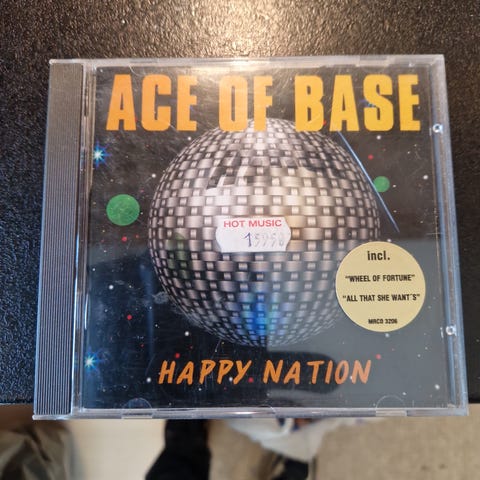 ACE OF BASE
HOT MUSIC
incl.
"WHEEL OF FORTUNE"
"ALL THAT SHE WANT'S"
MRCD 3206
HAPPY NATION